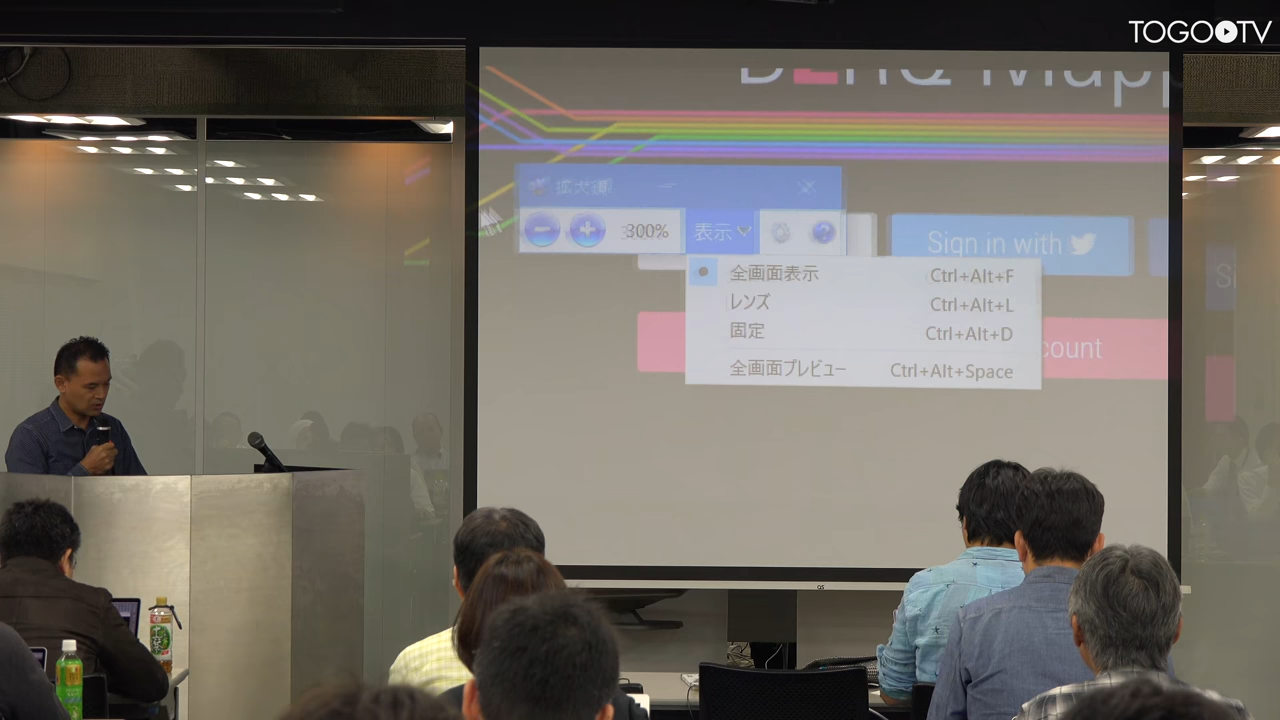 TOGO TV
拡大鏡
300%
表示
Sign in with
全画面表示 Ctrl+Alt+F
レンズ Ctrl+Alt+L
固定 Ctrl+Alt+D
全画面プレビュー Ctrl+Alt+Space
count